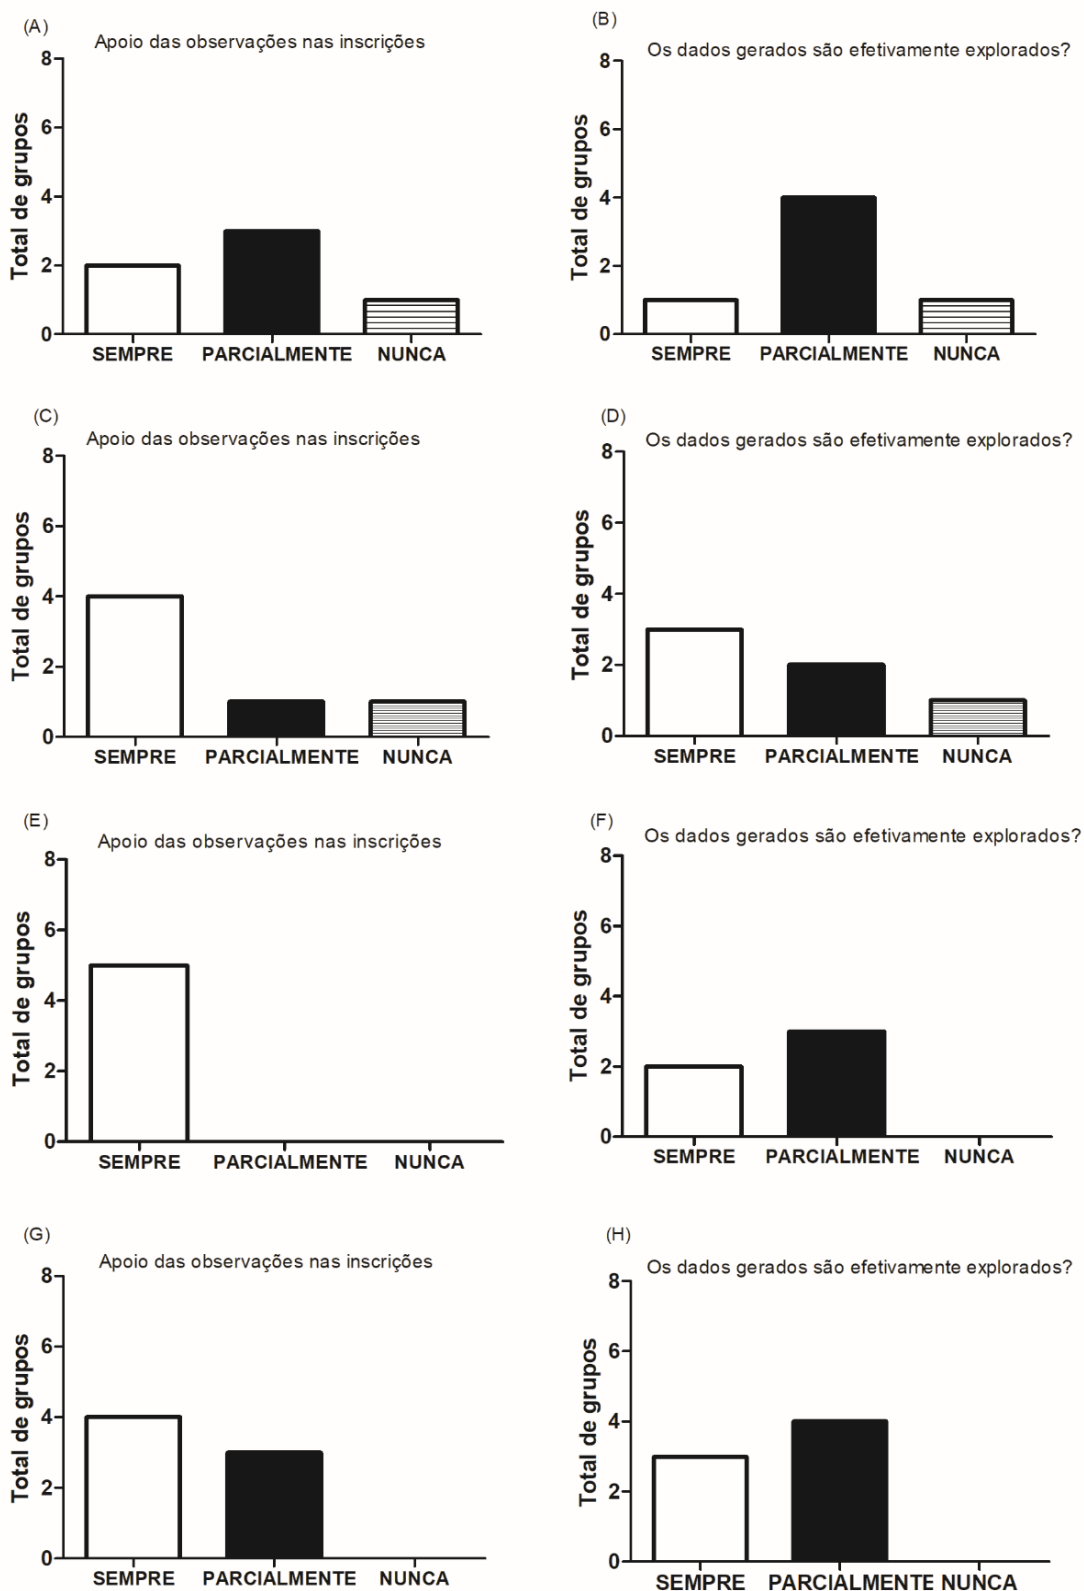 (A)
Apoio das observações nas inscrições
8
6
4
2
0
Total de grupos
SEMPRE PARCIALMENTE NUNCA
(B)
Os dados gerados são efetivamente explorados?
8
6
4
2
0
Total de grupos
SEMPRE PARCIALMENTE NUNCA
(C)
Apoio das observações nas inscrições
8
6
4
2
0
Total de grupos
SEMPRE PARCIALMENTE NUNCA
(D)
Os dados gerados são efetivamente explorados?
8
6
4
2
0
Total de grupos
SEMPRE PARCIALMENTE NUNCA
(E)
Apoio das observações nas inscrições
8
6
4
2
0
Total de grupos
SEMPRE PARCIALMENTE NUNCA
(F)
Os dados gerados são efetivamente explorados?
8
6
4
2
0
Total de grupos
SEMPRE PARCIALMENTE NUNCA
(G)
Apoio das observações nas inscrições
8
6
4
2
0
Total de grupos
SEMPRE PARCIALMENTE NUNCA
(H)
Os dados gerados são efetivamente explorados?
8
6
4
2
0
Total de grupos
SEMPRE PARCIALMENTE NUNCA